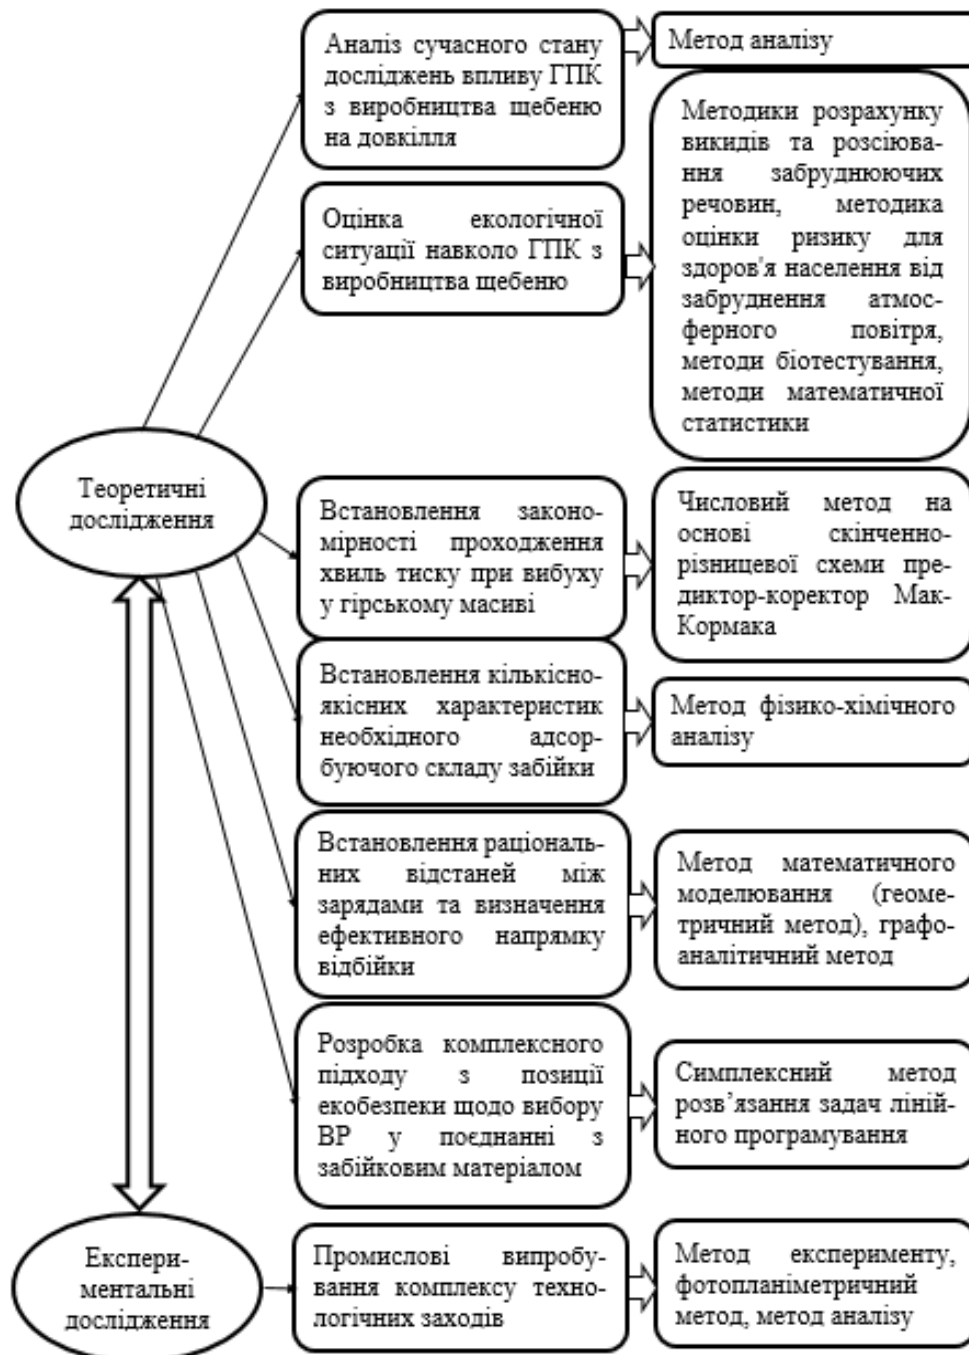 Аналіз сучасного стану
досліджень впливу ГПК
з виробництва щебеню
на довкілля
Метод аналізу
Оцінка екологічної
ситуації навколо ГПК з
виробництва щебеню
Методики розрахунку
викидів та розсіюва-
ння забруднюючих
речовин, методика
оцінки ризику для
здоров'я населення від
забруднення атмос-
ферного повітря,
методи біотестування,
методи математичної
статистики
Теоретичні
дослідження
Встановлення законо-
мірності проходження
хвиль тиску при вибуху
у гірському масиві
Числовий метод на
основі скінченно-
різницевої схеми пре-
диктор-коректор Мак-
Кормака
Встановлення кількісно-
якісних характеристик
необхідного адсор-
буючого складу забійки
Метод фізико-хімічного
аналізу
Встановлення раціональ-
них відстаней між
зарядами та визначення
ефективного напрямку
відбійки
Метод математичного
моделювання (геоме-
тричний метод), графо-
аналітичний метод
Розробка комплексного
підходу з позиції
екобезпеки щодо вибору
ВР у поєднанні з
забійковим матеріалом
Симплексний метод
розв’язання задач ліній-
ного програмування
Експери-
ментальні
дослідження
Промислові випробу-
вання комплексу техно-
логічних заходів
Метод експерименту,
фотопланіметричний
метод, метод аналізу